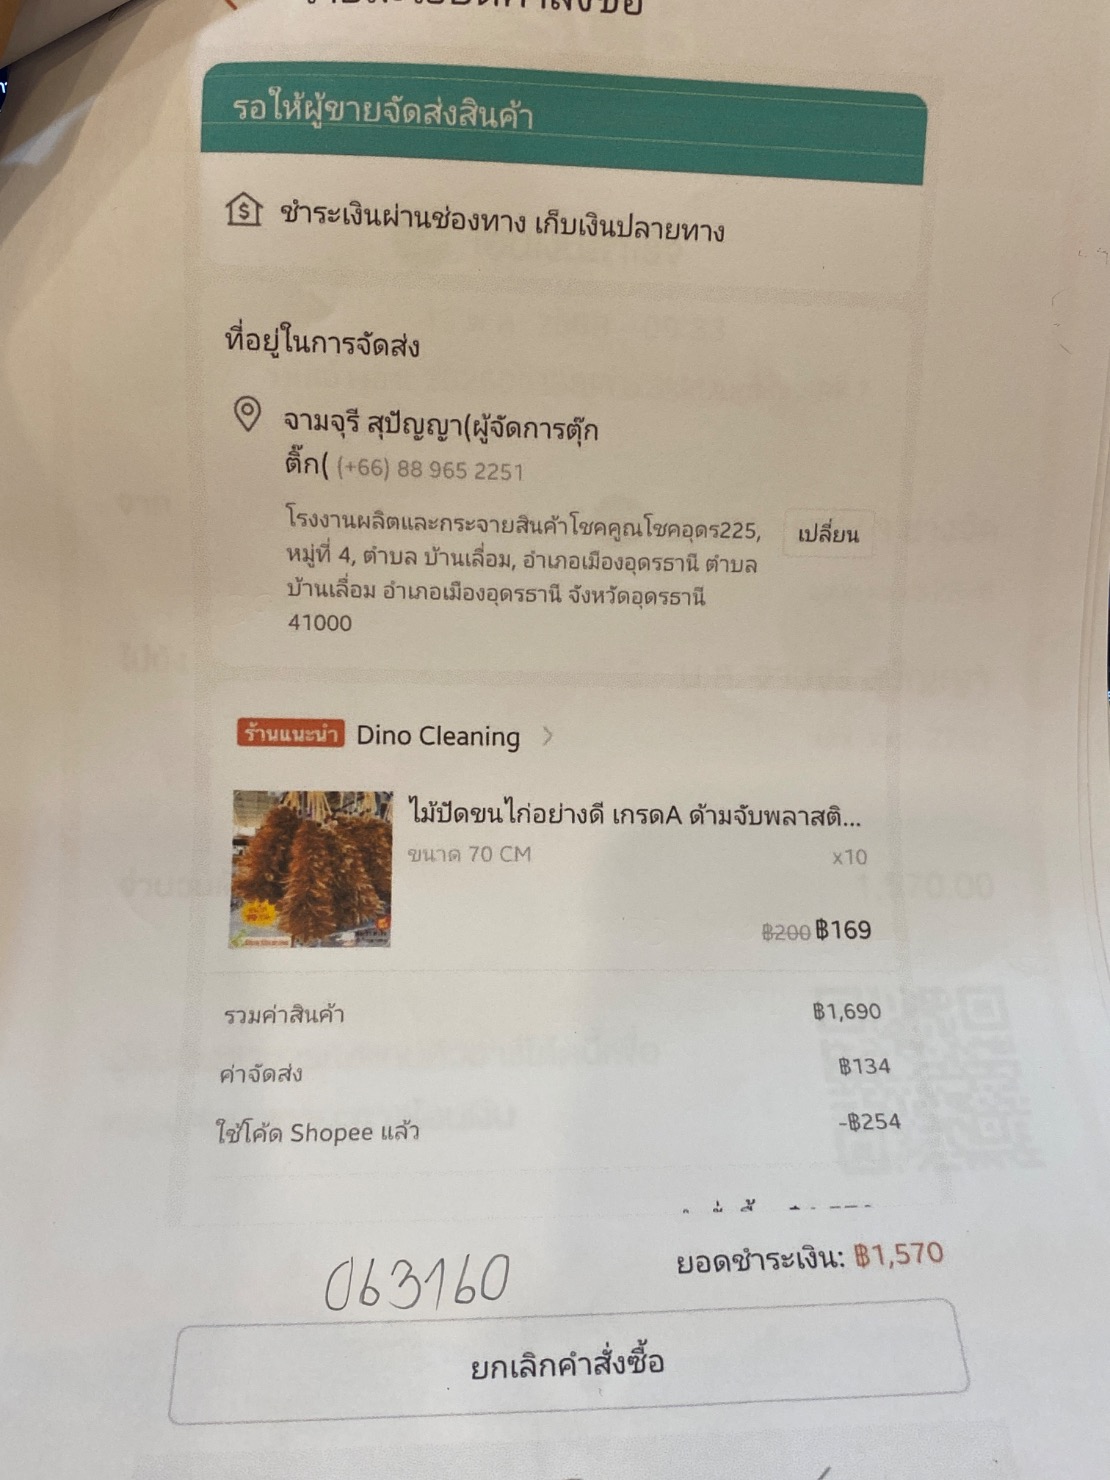 รอให้ผู้ขายจัดส่งสินค้า
ชำระเงินผ่านช่องทาง เก็บเงินปลายทาง
ที่อยู่ในการจัดส่ง
จามจุรี สุปัญญา(ผู้จัดการตุ๊ก
ติ๊ก( (+66) 88 965 2251
โรงงานผลิตและกระจายสินค้าโชคคูณโชคอุดร225,
เปลี่ยน
หมู่ที่ 4, ตำบล บ้านเลื่อม, อำเภอเมืองอุดรธานี ตำบล
บ้านเลื่อม อำเภอเมืองอุดรธานี จังหวัดอุดรธานี
41000
ร้านแนะนำ Dino Cleaning
ไม้ปัดขนไก่อย่างดี เกรดA ด้ามจับพลาสติ...
ขนาด 70 CM x10
฿200 ฿169
รวมค่าสินค้า ฿1,690
ค่าจัดส่ง ฿134
ใช้โค้ด Shopee แล้ว -฿254
ยอดชำระเงิน: ฿1,570
063160
ยกเลิกคำสั่งซื้อ